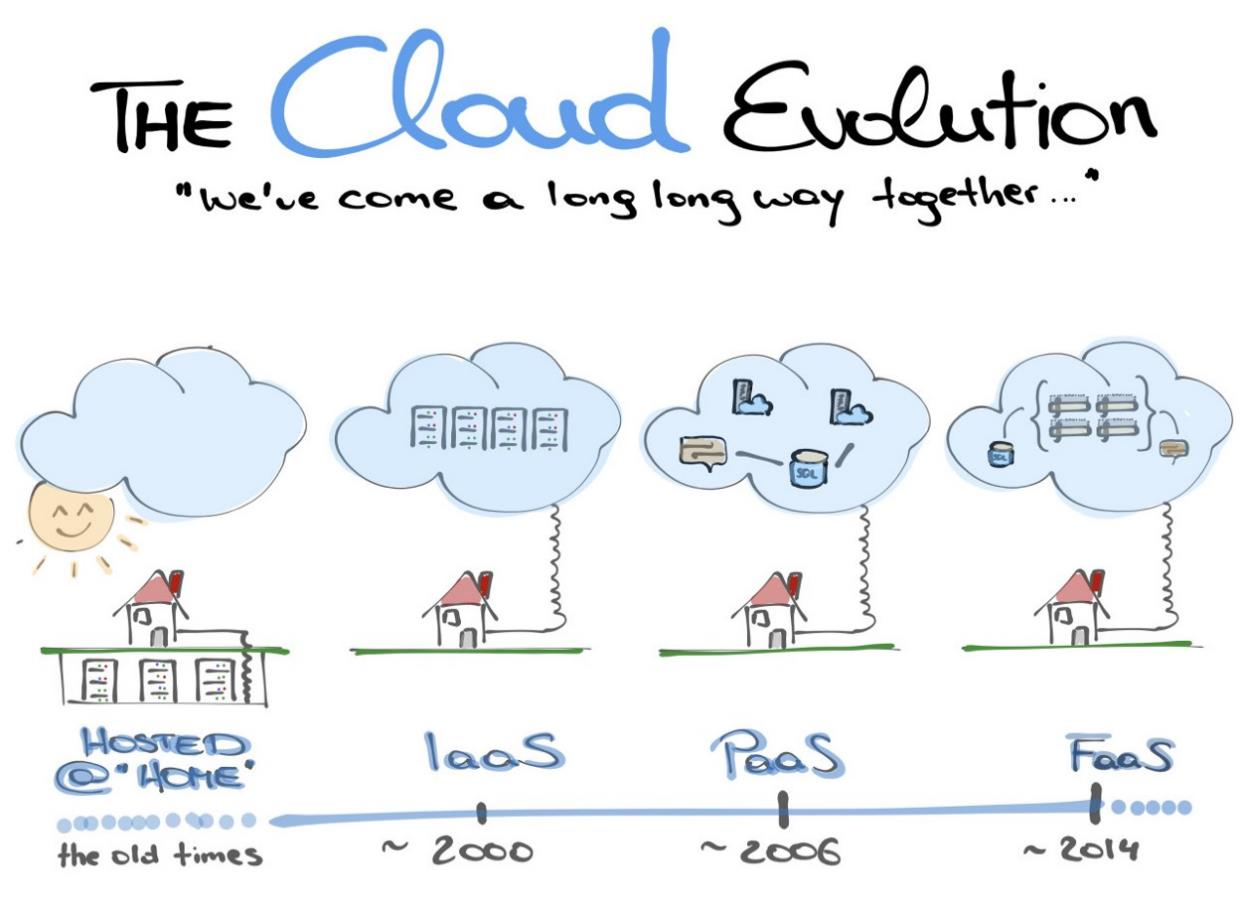 THE Cloud Evolution
"we've come a long long way together..."
SQL
SQL
HOSTED
@"HOME"
IaaS
PaaS
FaaS
the old times
~ 2000
~ 2006
~ 2014